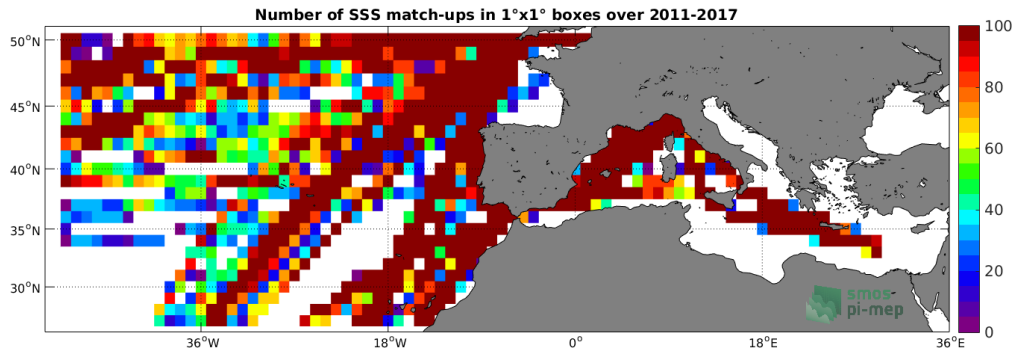 Number of SSS match-ups in 1°x1° boxes over 2011-2017
50°N
45°N
40°N
35°N
30°N
36°W
18°W
0°
18°E
36°E
100
80
60
40
20
0
smos
pi-mep